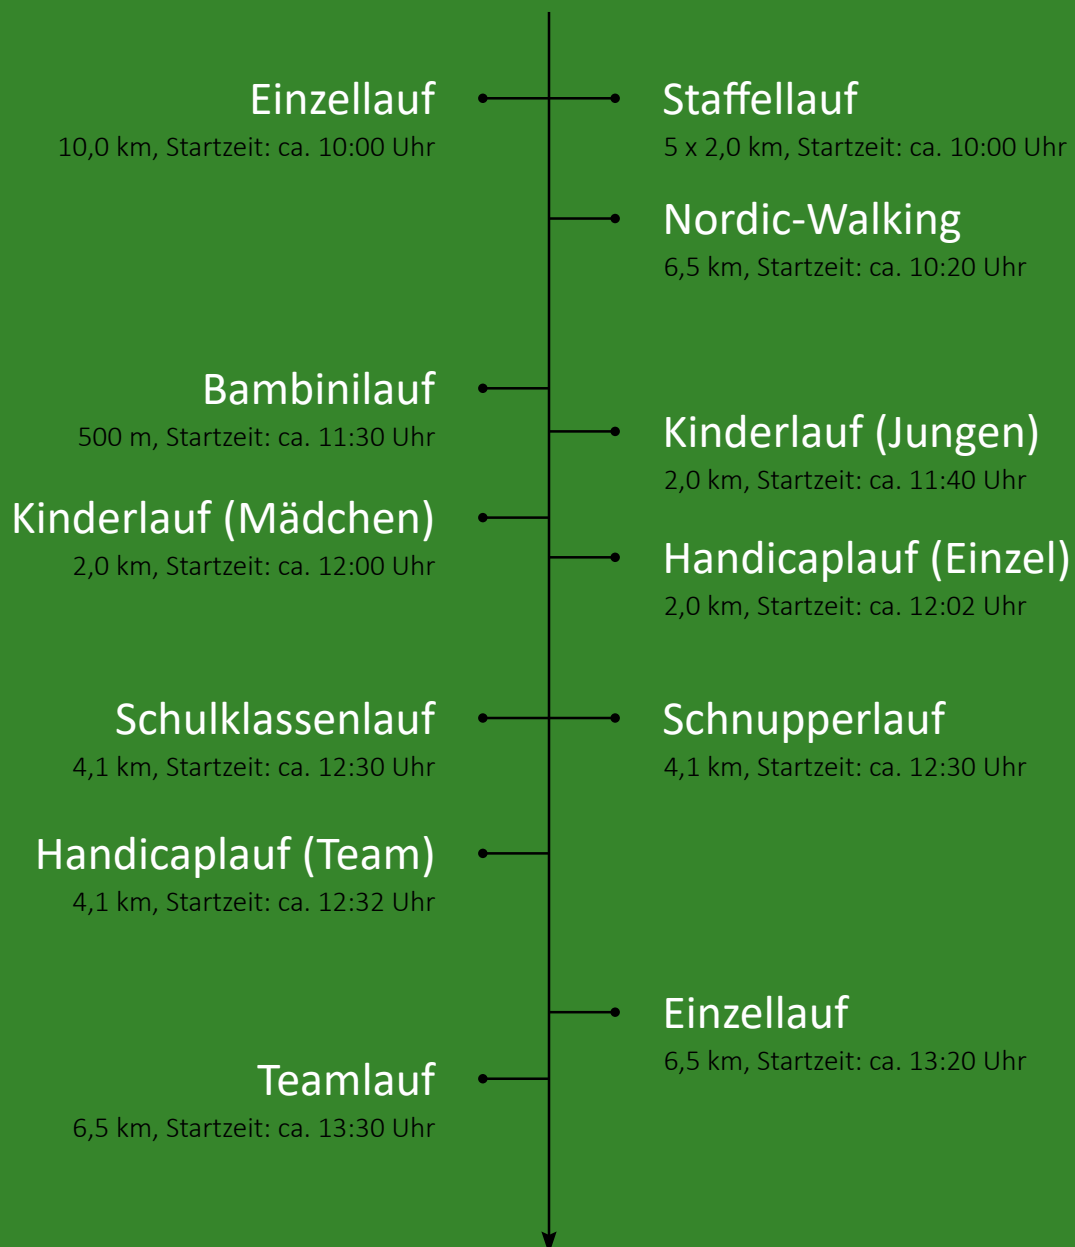 Einzellauf
10,0 km, Startzeit: ca. 10:00 Uhr
Staffellauf
5 x 2,0 km, Startzeit: ca. 10:00 Uhr
Nordic-Walking
6,5 km, Startzeit: ca. 10:20 Uhr
Bambinilauf
500 m, Startzeit: ca. 11:30 Uhr
Kinderlauf (Jungen)
2,0 km, Startzeit: ca. 11:40 Uhr
Kinderlauf (Mädchen)
2,0 km, Startzeit: ca. 12:00 Uhr
Handicaplauf (Einzel)
2,0 km, Startzeit: ca. 12:02 Uhr
Schulklassenlauf
4,1 km, Startzeit: ca. 12:30 Uhr
Schnupperlauf
4,1 km, Startzeit: ca. 12:30 Uhr
Handicaplauf (Team)
4,1 km, Startzeit: ca. 12:32 Uhr
Einzellauf
6,5 km, Startzeit: ca. 13:20 Uhr
Teamlauf
6,5 km, Startzeit: ca. 13:30 Uhr